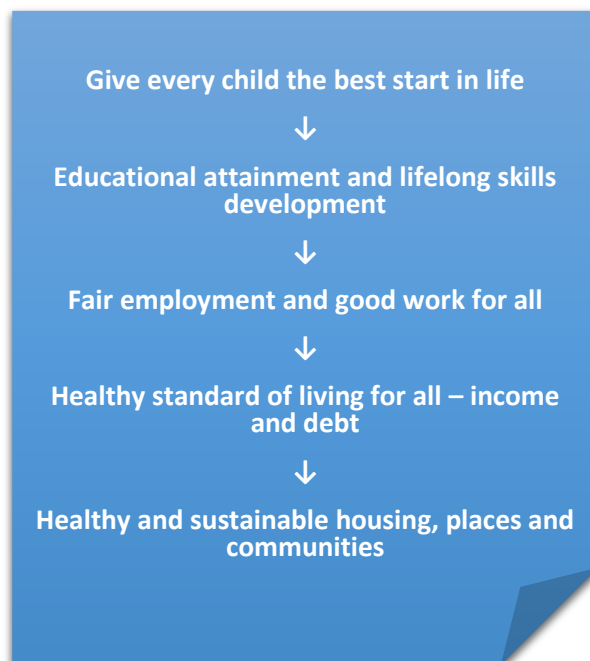 Give every child the best start in life
↓
Educational attainment and lifelong skills
development
↓
Fair employment and good work for all
↓
Healthy standard of living for all – income
and debt
↓
Healthy and sustainable housing, places and
communities